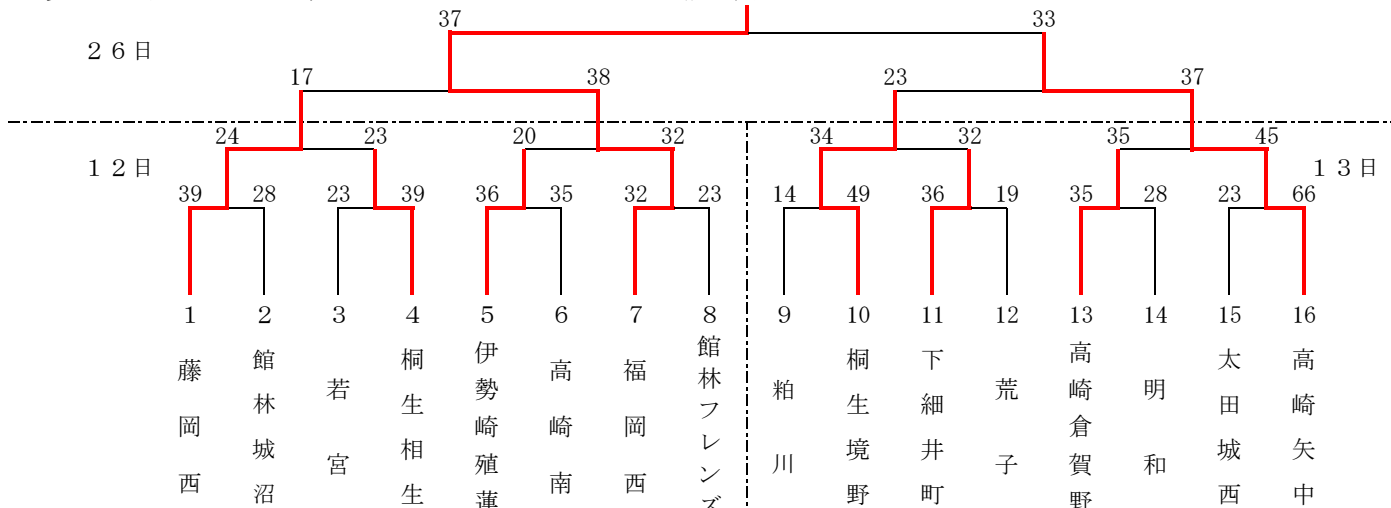 37 33
２６日
17 38 23 37
24 23 20 32 34 32 35 45
１２日 １３日
39 28 23 39 36 35 32 23 14 49 36 19 35 28 23 66
１ ２ ３ ４ ５ ６ ７ ８ ９ 10 11 12 13 14 15 16
藤岡西
館林城沼
若宮
桐生相生
伊勢崎殖蓮
高崎南
福岡西
館林フレンズ
粕川
桐生境野
下細井町
荒子
高崎倉賀野
明和
太田城西
高崎矢中